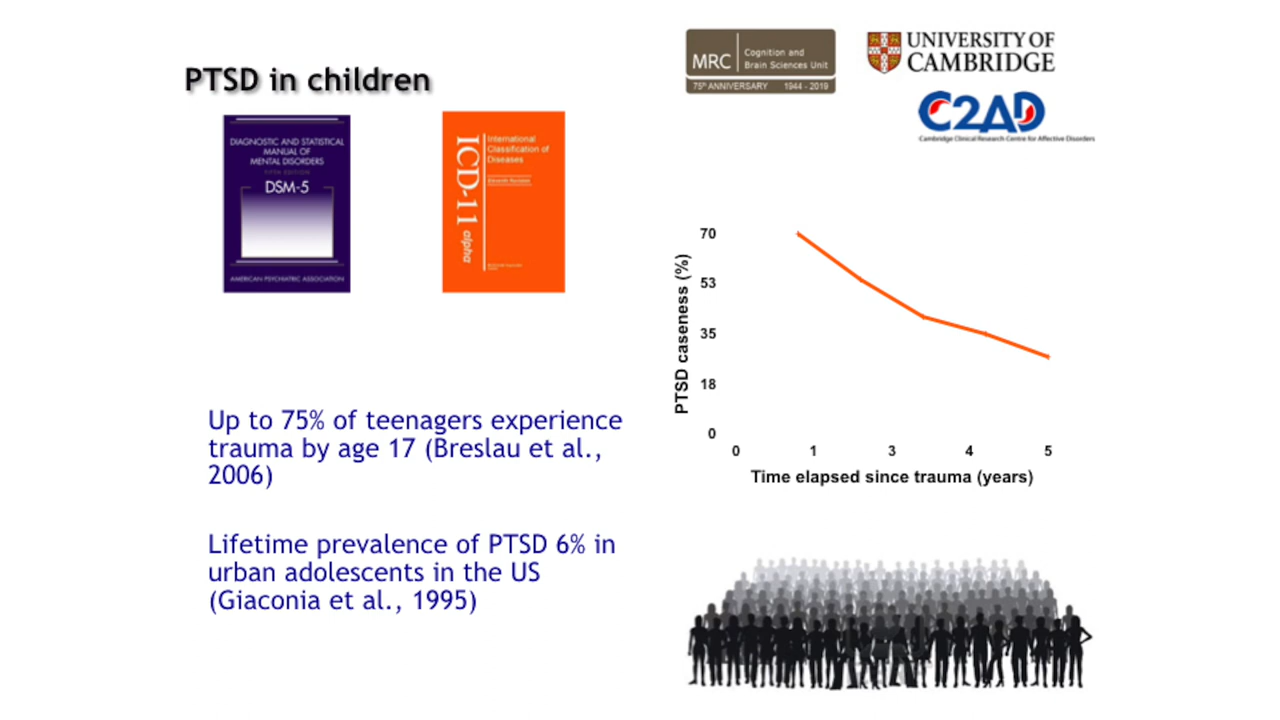 PTSD in children
MRC
Cognition and
Brain Sciences Unit
75th ANNIVERSARY 1944 - 2019
UNIVERSITY OF
CAMBRIDGE
C2AD
Cambridge Clinical Research Centre for Affective Disorders
DIAGNOSTIC AND STATISTICAL
MANUAL OF
MENTAL DISORDERS
FIFTH EDITION
DSM-5
AMERICAN PSYCHIATRIC ASSOCIATION
ICD-11 alpha
International
Classification of
Diseases
Eleventh Revision
Up to 75% of teenagers experience
trauma by age 17 (Breslau et al.,
2006)
Lifetime prevalence of PTSD 6% in
urban adolescents in the US
(Giaconia et al., 1995)
PTSD caseness (%)
70
53
35
18
0
0 1 3 4 5
Time elapsed since trauma (years)